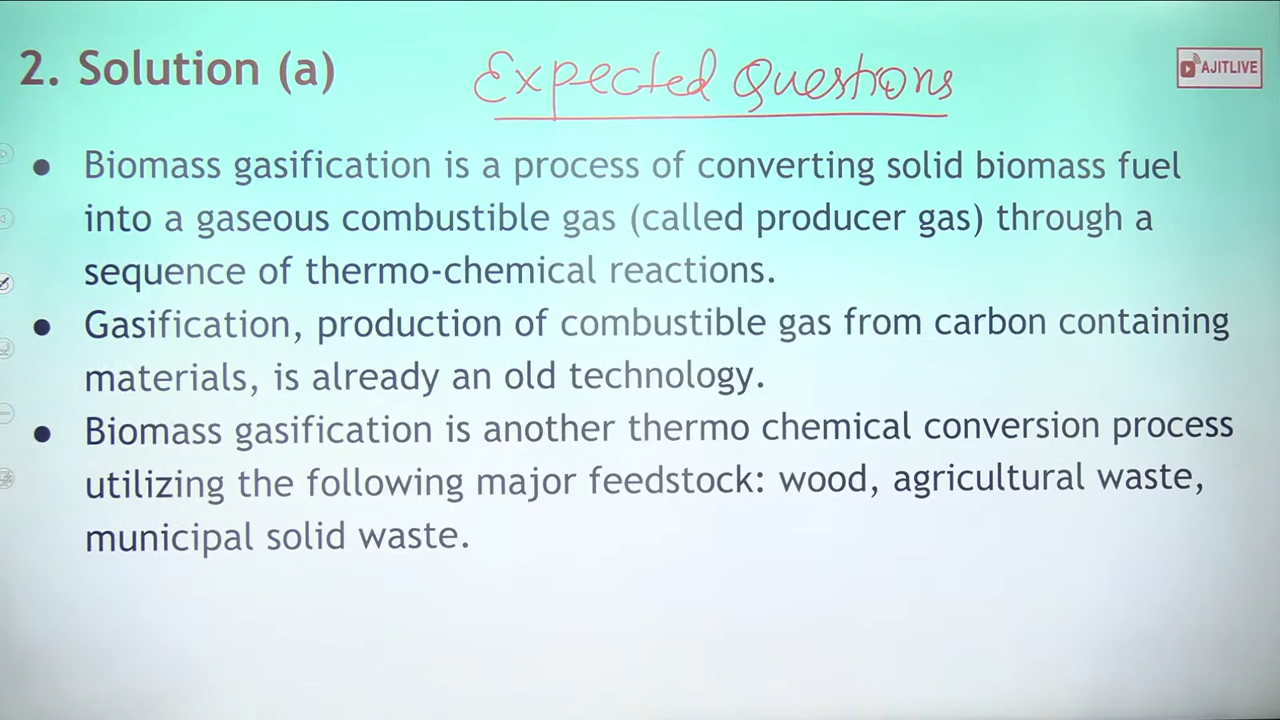 2. Solution (a)
Expected Questions
AJITLIVE
● Biomass gasification is a process of converting solid biomass fuel
into a gaseous combustible gas (called producer gas) through a
sequence of thermo-chemical reactions.
● Gasification, production of combustible gas from carbon containing
materials, is already an old technology.
● Biomass gasification is another thermo chemical conversion process
utilizing the following major feedstock: wood, agricultural waste,
municipal solid waste.